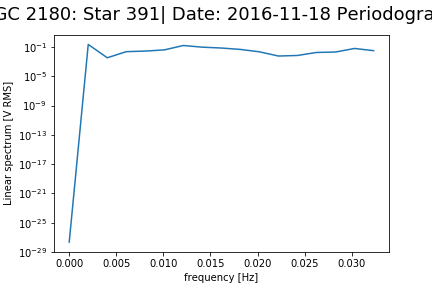 GC 2180: Star 391| Date: 2016-11-18 Periodogra
10⁻¹
10⁻⁵
10⁻⁹
10⁻¹³
10⁻¹⁷
10⁻²¹
10⁻²⁵
10⁻²⁹
Linear spectrum [V RMS]
0.000 0.005 0.010 0.015 0.020 0.025 0.030
frequency [Hz]